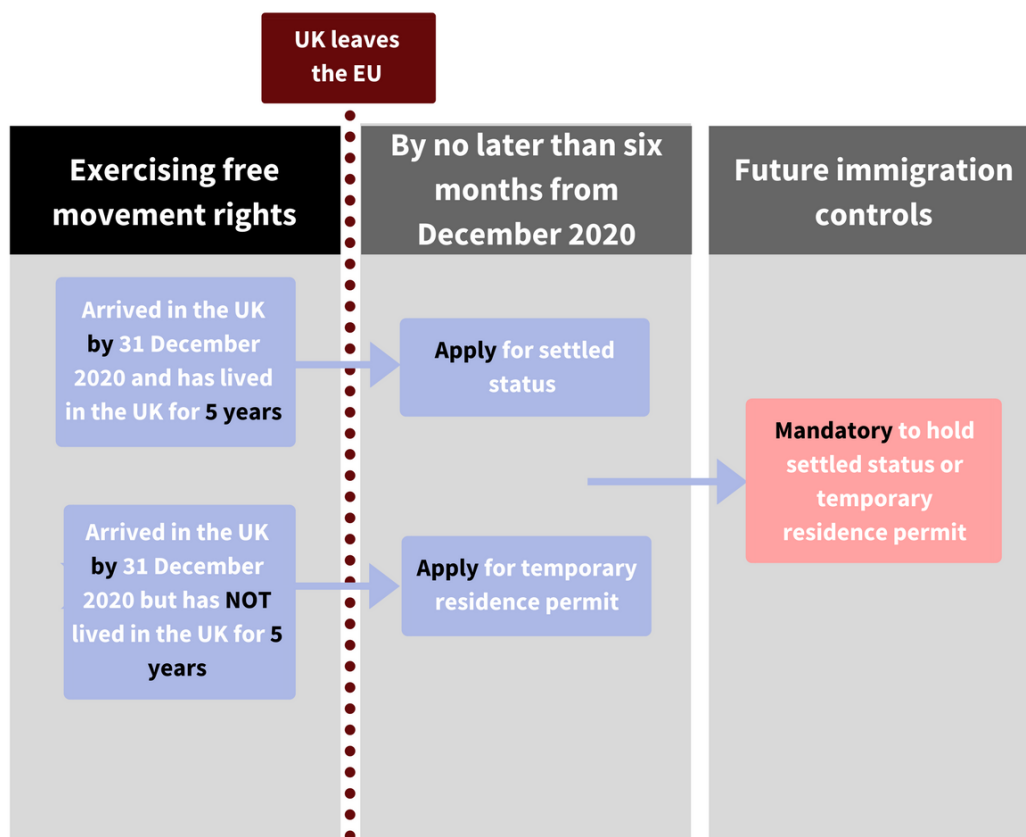 UK leaves
the EU
Exercising free
movement rights
By no later than six
months from
December 2020
Future immigration
controls
Arrived in the UK
by 31 December
2020 and has lived
in the UK for 5 years
Apply for settled
status
Mandatory to hold
settled status or
temporary
residence permit
Arrived in the UK
by 31 December
2020 but has NOT
lived in the UK for 5
years
Apply for temporary
residence permit